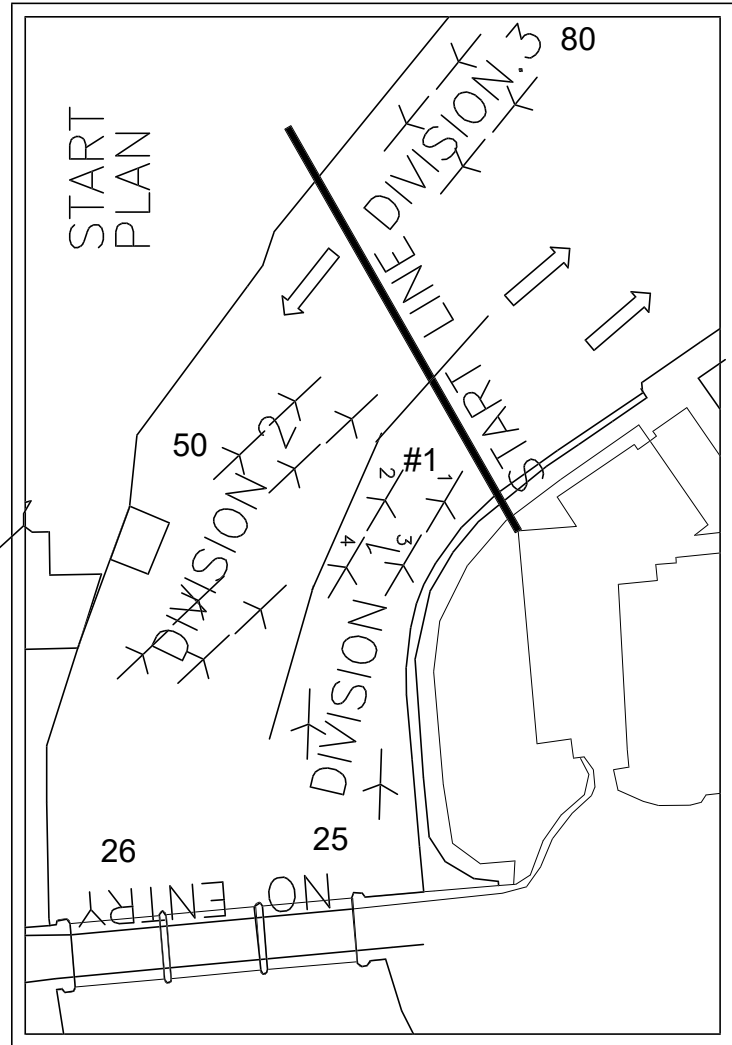 START
PLAN
80
DIVISION.3
START LINE
50
DIVISION 2
#1
1
2
3
4
DIVISION 1
25
26
NO ENTRY